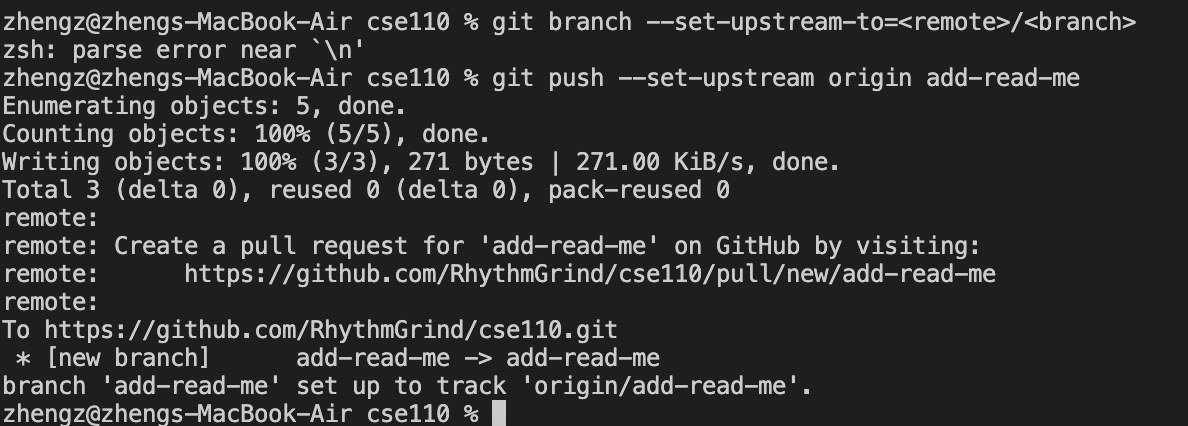 zhengz@zhengs-MacBook-Air cse110 % git branch --set-upstream-to=<remote>/<branch>
zsh: parse error near `\n'
zhengz@zhengs-MacBook-Air cse110 % git push --set-upstream origin add-read-me
Enumerating objects: 5, done.
Counting objects: 100% (5/5), done.
Writing objects: 100% (3/3), 271 bytes | 271.00 KiB/s, done.
Total 3 (delta 0), reused 0 (delta 0), pack-reused 0
remote:
remote: Create a pull request for 'add-read-me' on GitHub by visiting:
remote:      https://github.com/RhythmGrind/cse110/pull/new/add-read-me
remote:
To https://github.com/RhythmGrind/cse110.git
 * [new branch]      add-read-me -> add-read-me
branch 'add-read-me' set up to track 'origin/add-read-me'.
zhengz@zhengs-MacBook-Air cse110 %